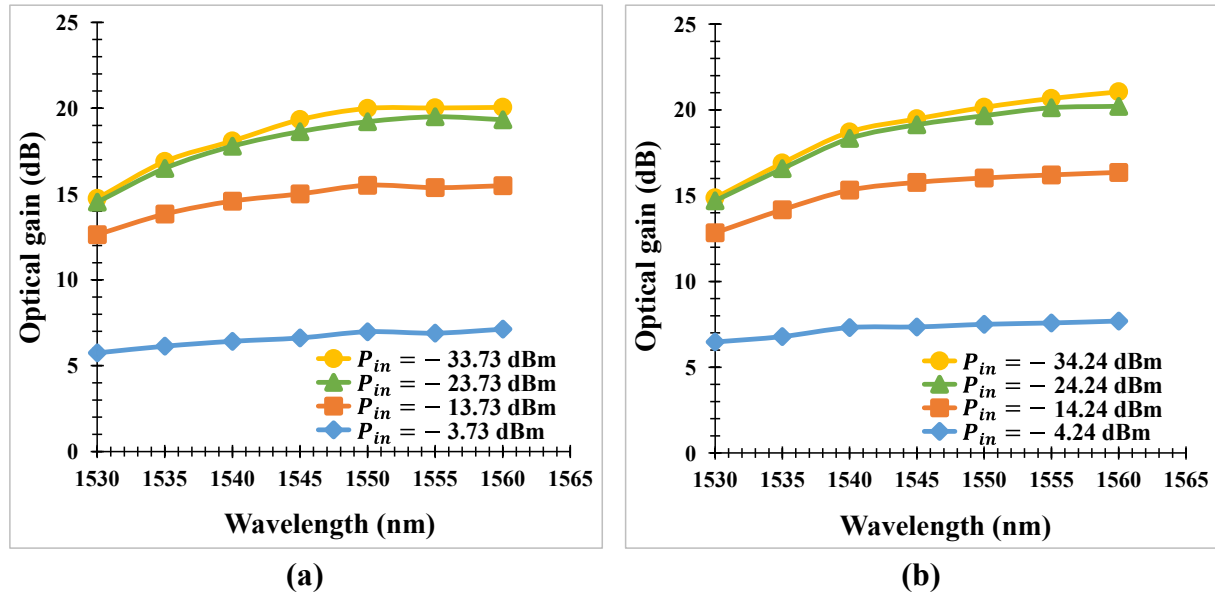 Optical gain (dB)
25
20
15
10
5
0
P_in = − 33.73 dBm
P_in = − 23.73 dBm
P_in = − 13.73 dBm
P_in = − 3.73 dBm
1530 1535 1540 1545 1550 1555 1560 1565
Wavelength (nm)
(a)
Optical gain (dB)
25
20
15
10
5
0
P_in = − 34.24 dBm
P_in = − 24.24 dBm
P_in = − 14.24 dBm
P_in = − 4.24 dBm
1530 1535 1540 1545 1550 1555 1560 1565
Wavelength (nm)
(b)